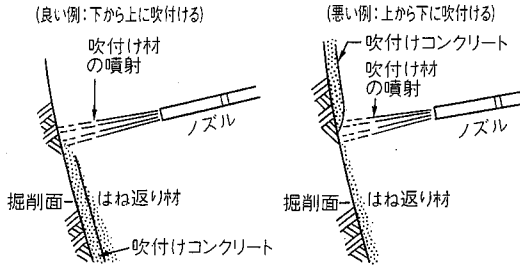 (良い例:下から上に吹付ける)
吹付け材
の噴射
ノズル
掘削面
はね返り材
吹付けコンクリート
(悪い例:上から下に吹付ける)
吹付けコンクリート
吹付け材
の噴射
ノズル
掘削面
はね返り材